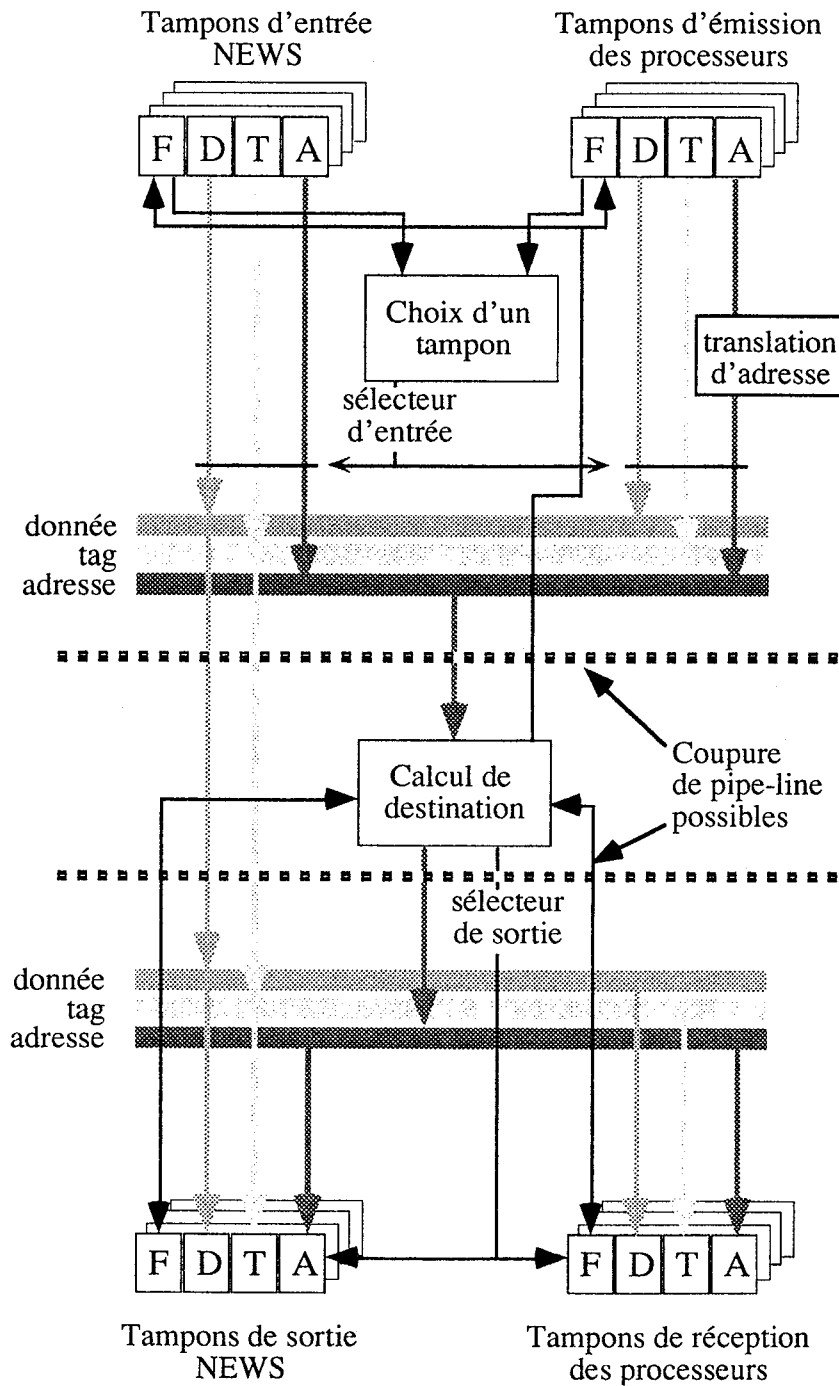 Tampons d'entrée
NEWS
Tampons d'émission
des processeurs
F D T A
F D T A
Choix d'un
tampon
translation
d'adresse
sélecteur
d'entrée
donnée
tag
adresse
Calcul de
destination
Coupure
de pipe-line
possibles
sélecteur
de sortie
donnée
tag
adresse
F D T A
F D T A
Tampons de sortie
NEWS
Tampons de réception
des processeurs